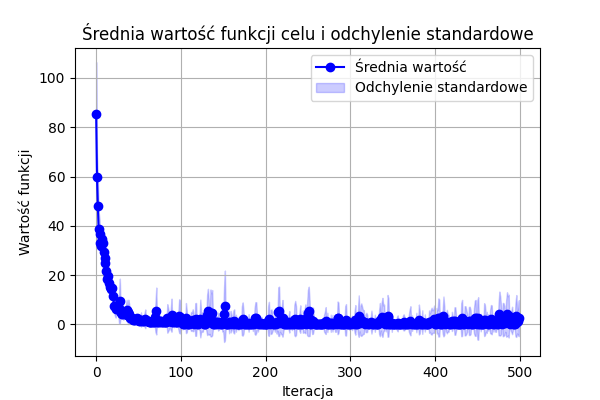 Średnia wartość funkcji celu i odchylenie standardowe
Średnia wartość
Odchylenie standardowe
Wartość funkcji
100
80
60
40
20
0
0 100 200 300 400 500
Iteracja